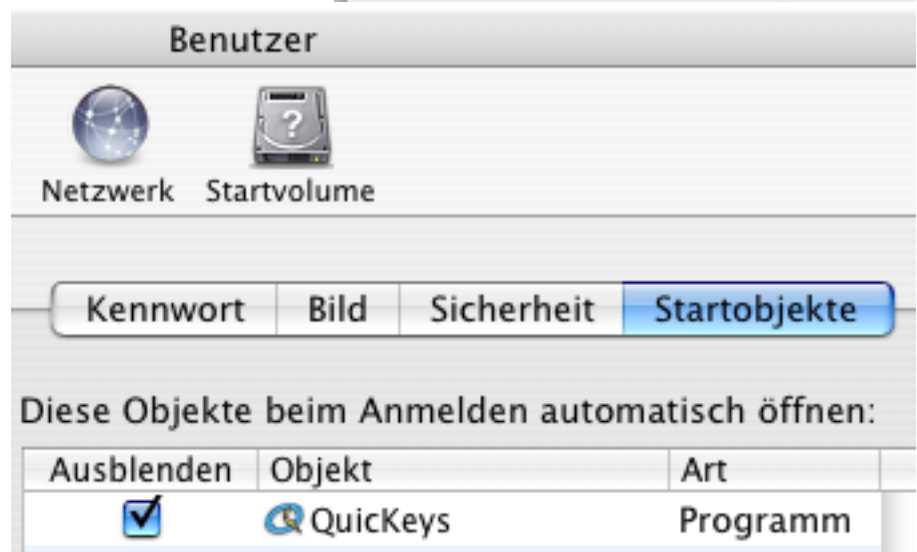 Benutzer
Netzwerk Startvolume
Kennwort Bild Sicherheit Startobjekte
Diese Objekte beim Anmelden automatisch öffnen:
Ausblenden Objekt Art
QuicKeys Programm